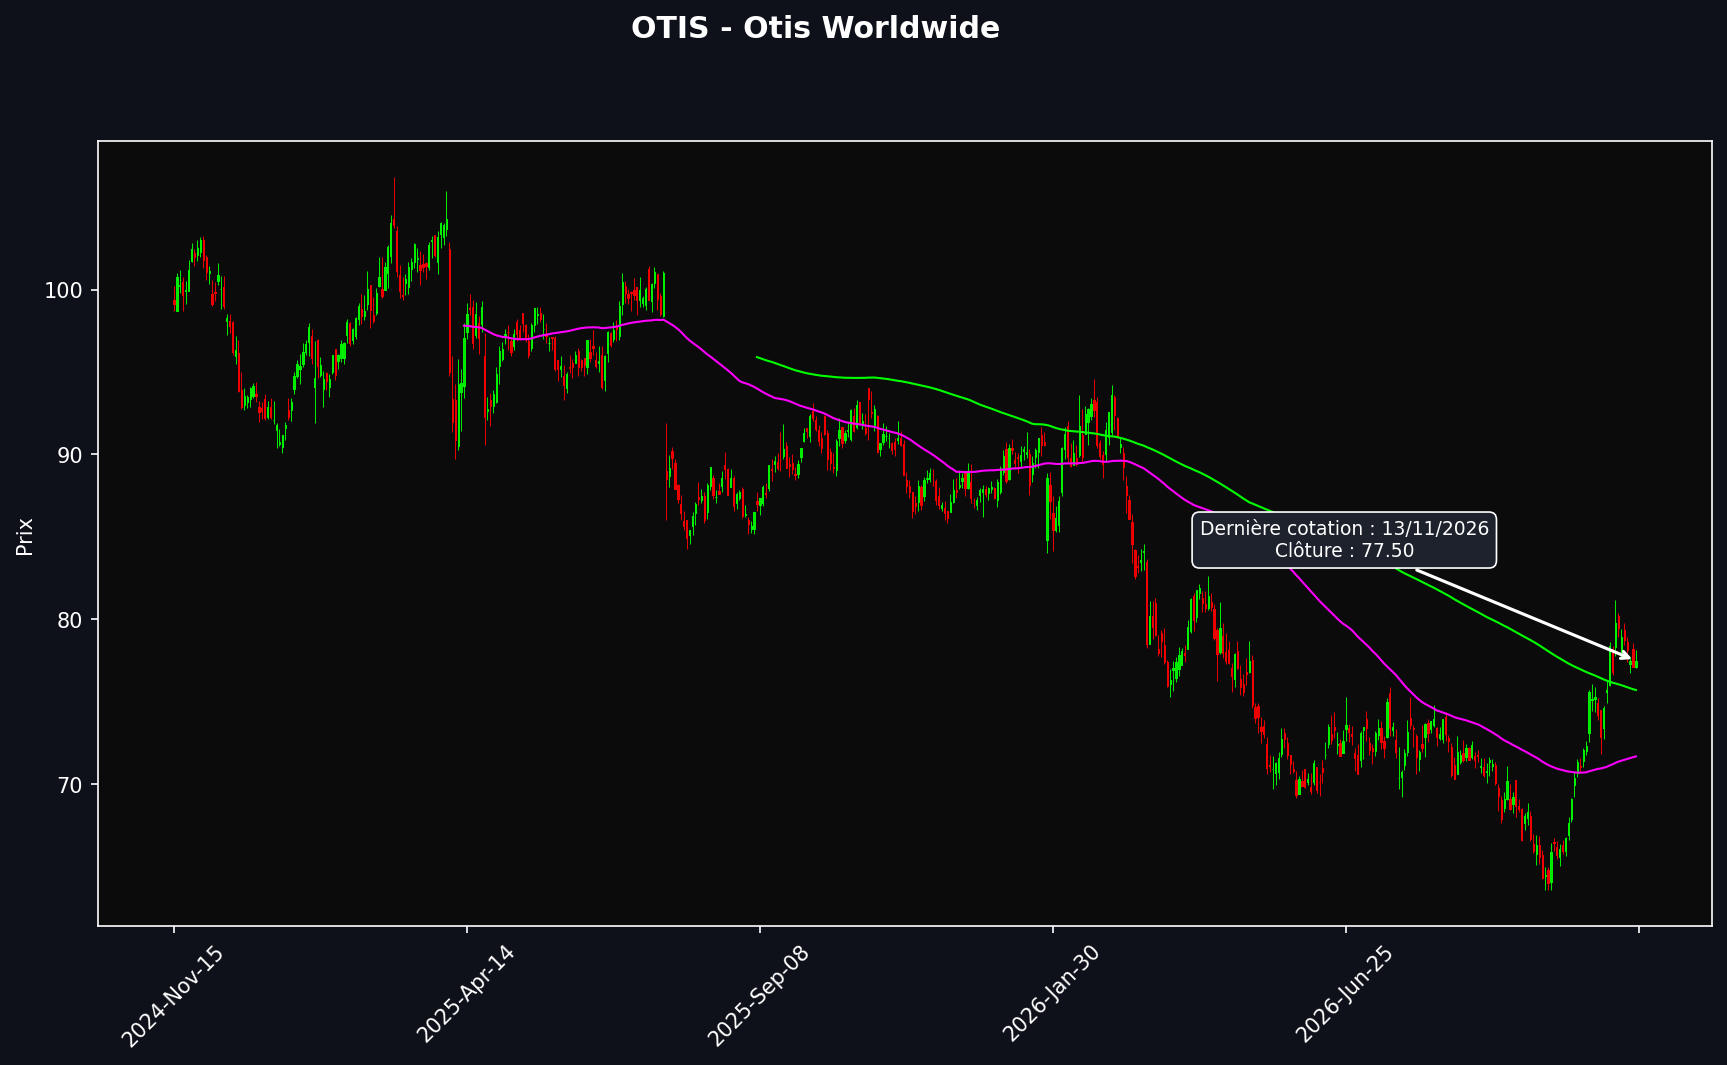 OTIS - Otis Worldwide
Prix
100
90
80
70
Dernière cotation : 13/11/2026
Clôture : 77.50
2024-Nov-15
2025-Apr-14
2025-Sep-08
2026-Jan-30
2026-Jun-25